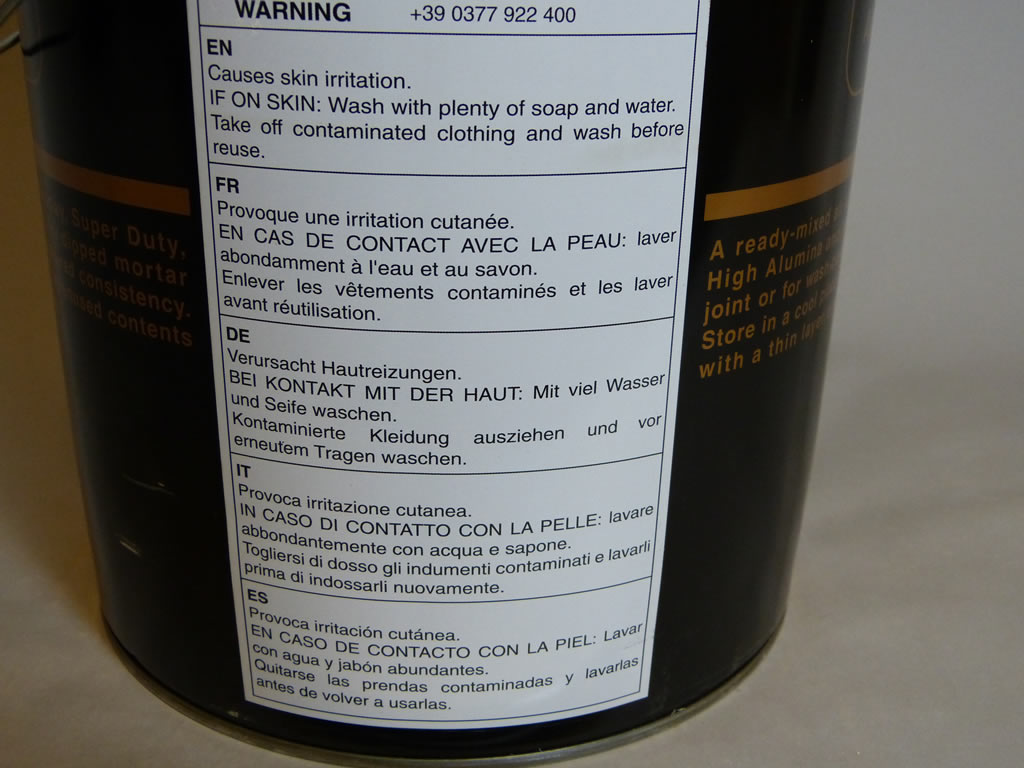 WARNING +39 0377 922 400
EN
Causes skin irritation.
IF ON SKIN: Wash with plenty of soap and water.
Take off contaminated clothing and wash before
reuse.
FR
Provoque une irritation cutanée.
EN CAS DE CONTACT AVEC LA PEAU: laver
abondamment à l'eau et au savon.
Enlever les vêtements contaminés et les laver
avant réutilisation.
DE
Verursacht Hautreizungen.
BEI KONTAKT MIT DER HAUT: Mit viel Wasser
und Seife waschen.
Kontaminierte Kleidung ausziehen und vor
erneutem Tragen waschen.
IT
Provoca irritazione cutanea.
IN CASO DI CONTATTO CON LA PELLE: lavare
abbondantemente con acqua e sapone.
Togliersi di dosso gli indumenti contaminati e lavarli
prima di indossarli nuovamente.
ES
Provoca irritación cutánea.
EN CASO DE CONTACTO CON LA PIEL: Lavar
con agua y jabón abundantes.
Quitarse las prendas contaminadas y lavarlas
antes de volver a usarlas.
Super Duty,
mortar
consistency.
contents
A ready-mixed
High Alumina
joint or for
Store in a cool
with a thin